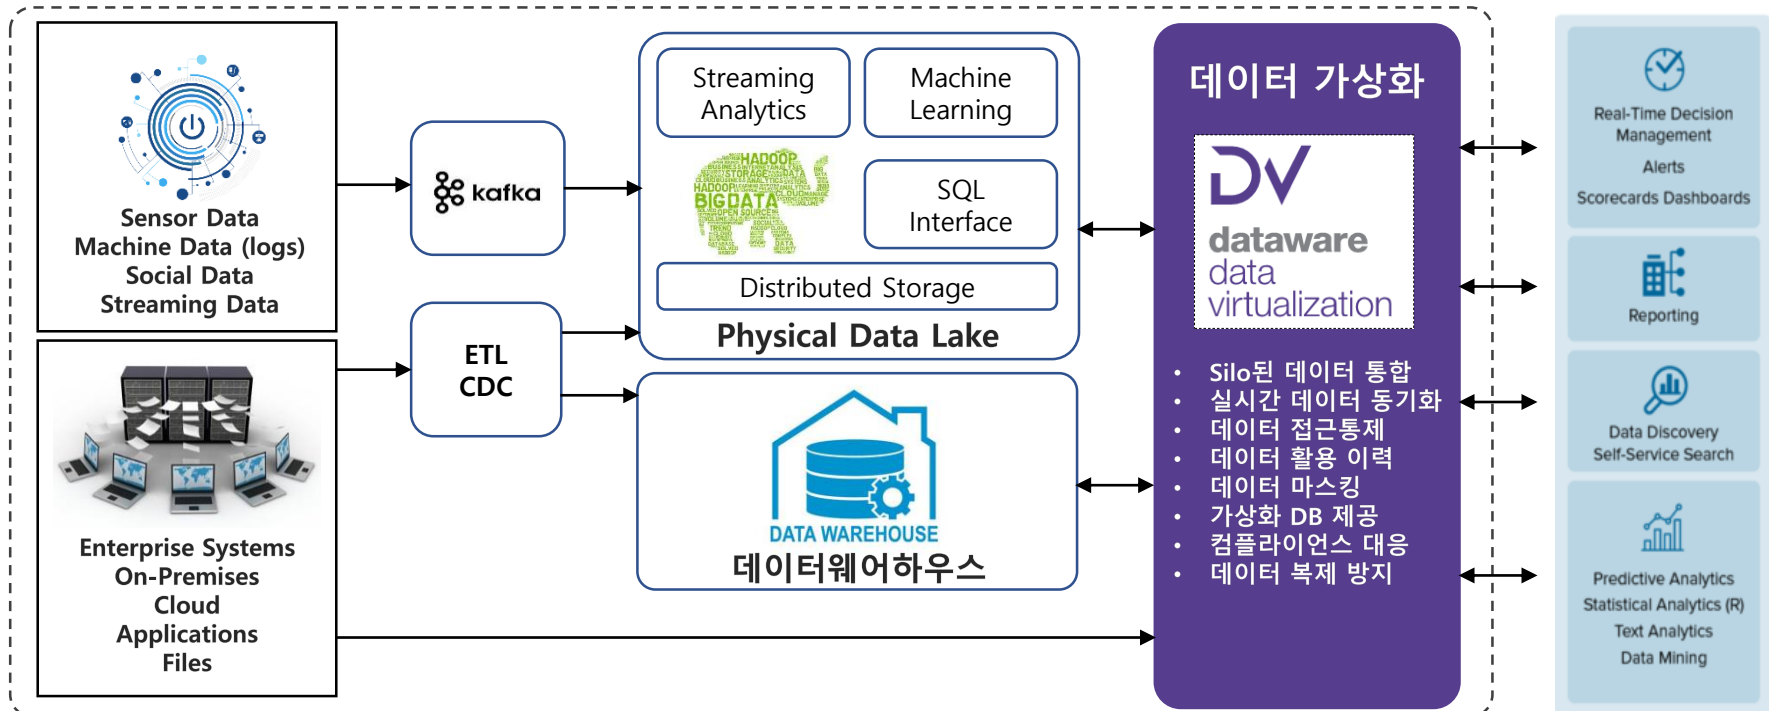 Sensor Data
Machine Data (logs)
Social Data
Streaming Data
Enterprise Systems
On-Premises
Cloud
Applications
Files
kafka
ETL
CDC
Streaming
Analytics
Machine
Learning
HADOOP
BIG DATA
SQL
Interface
Distributed Storage
Physical Data Lake
DATA WAREHOUSE
데이터웨어하우스
데이터 가상화
DV
dataware
data
virtualization
• Silo된 데이터 통합
• 실시간 데이터 동기화
• 데이터 접근통제
• 데이터 활용 이력
• 데이터 마스킹
• 가상화 DB 제공
• 컴플라이언스 대응
• 데이터 복제 방지
Real-Time Decision
Management
Alerts
Scorecards Dashboards
Reporting
Data Discovery
Self-Service Search
Predictive Analytics
Statistical Analytics (R)
Text Analytics
Data Mining